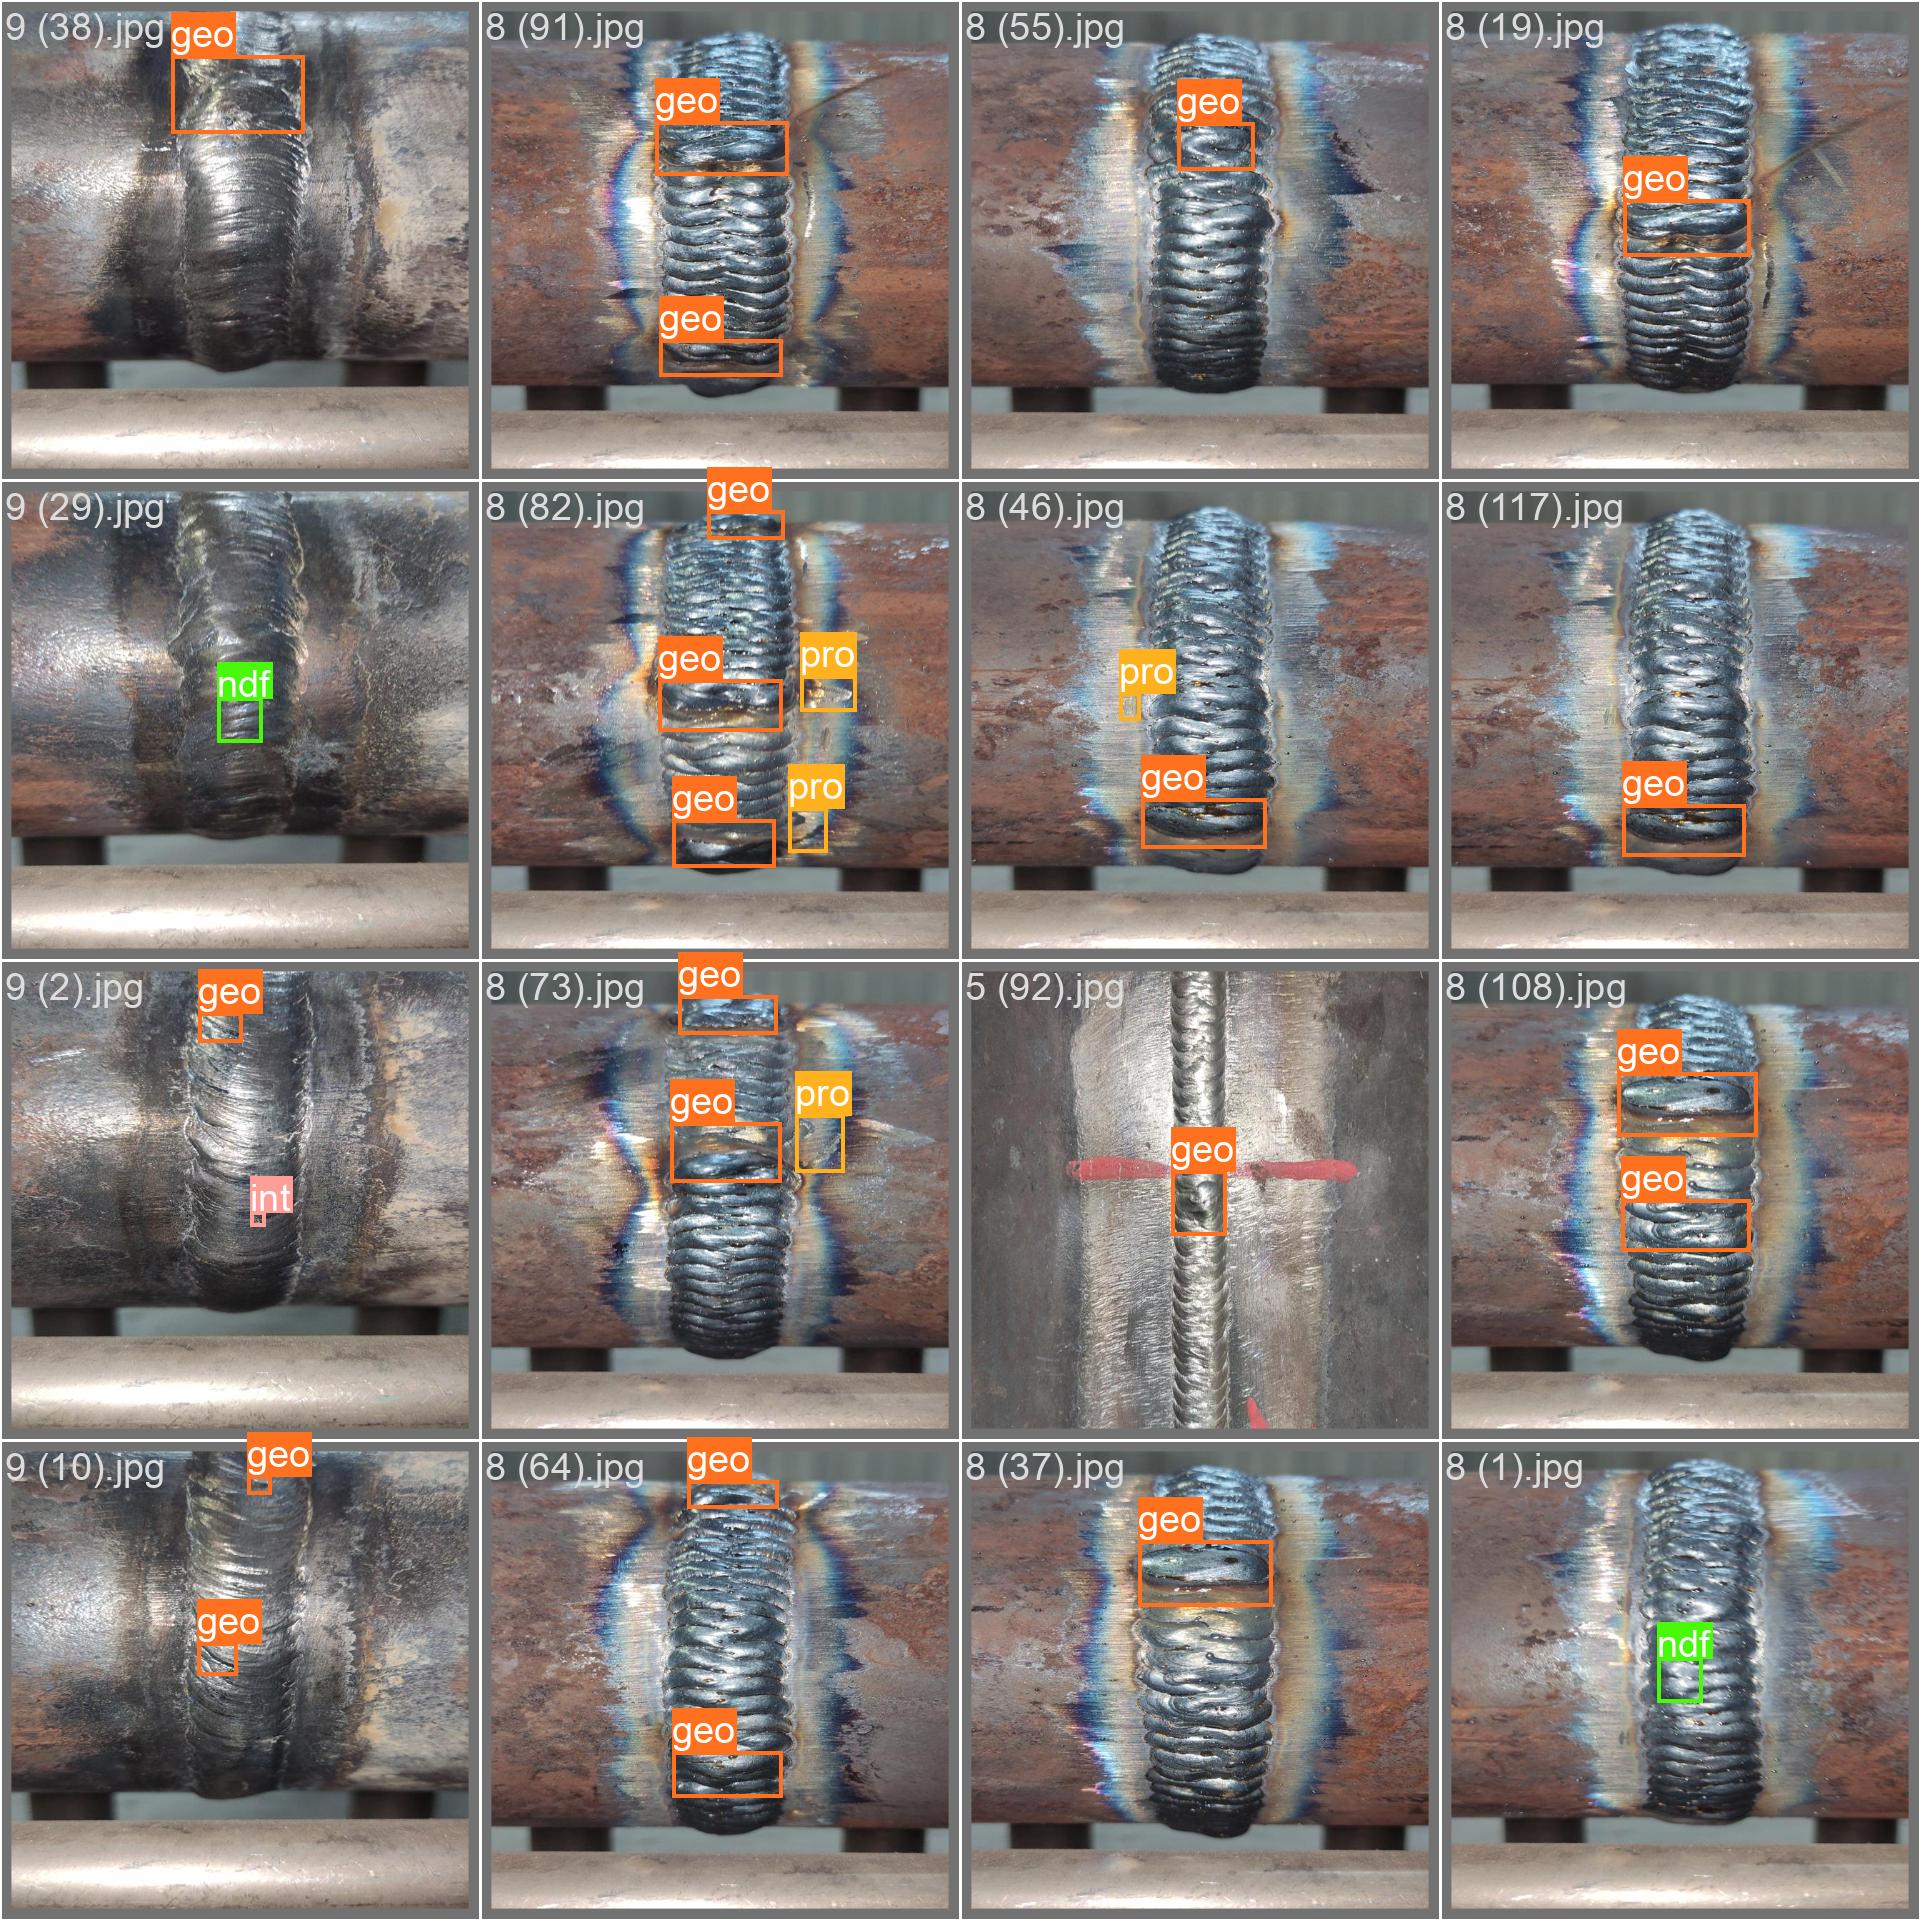 9 (38).jpg
geo
8 (91).jpg
geo
geo
8 (55).jpg
geo
8 (19).jpg
geo
9 (29).jpg
ndf
8 (82).jpg
geo
geo
pro
geo
pro
8 (46).jpg
pro
geo
8 (117).jpg
geo
9 (2).jpg
geo
int
8 (73).jpg
geo
geo
pro
5 (92).jpg
geo
8 (108).jpg
geo
geo
9 (10).jpg
geo
geo
8 (64).jpg
geo
geo
8 (37).jpg
geo
8 (1).jpg
ndf